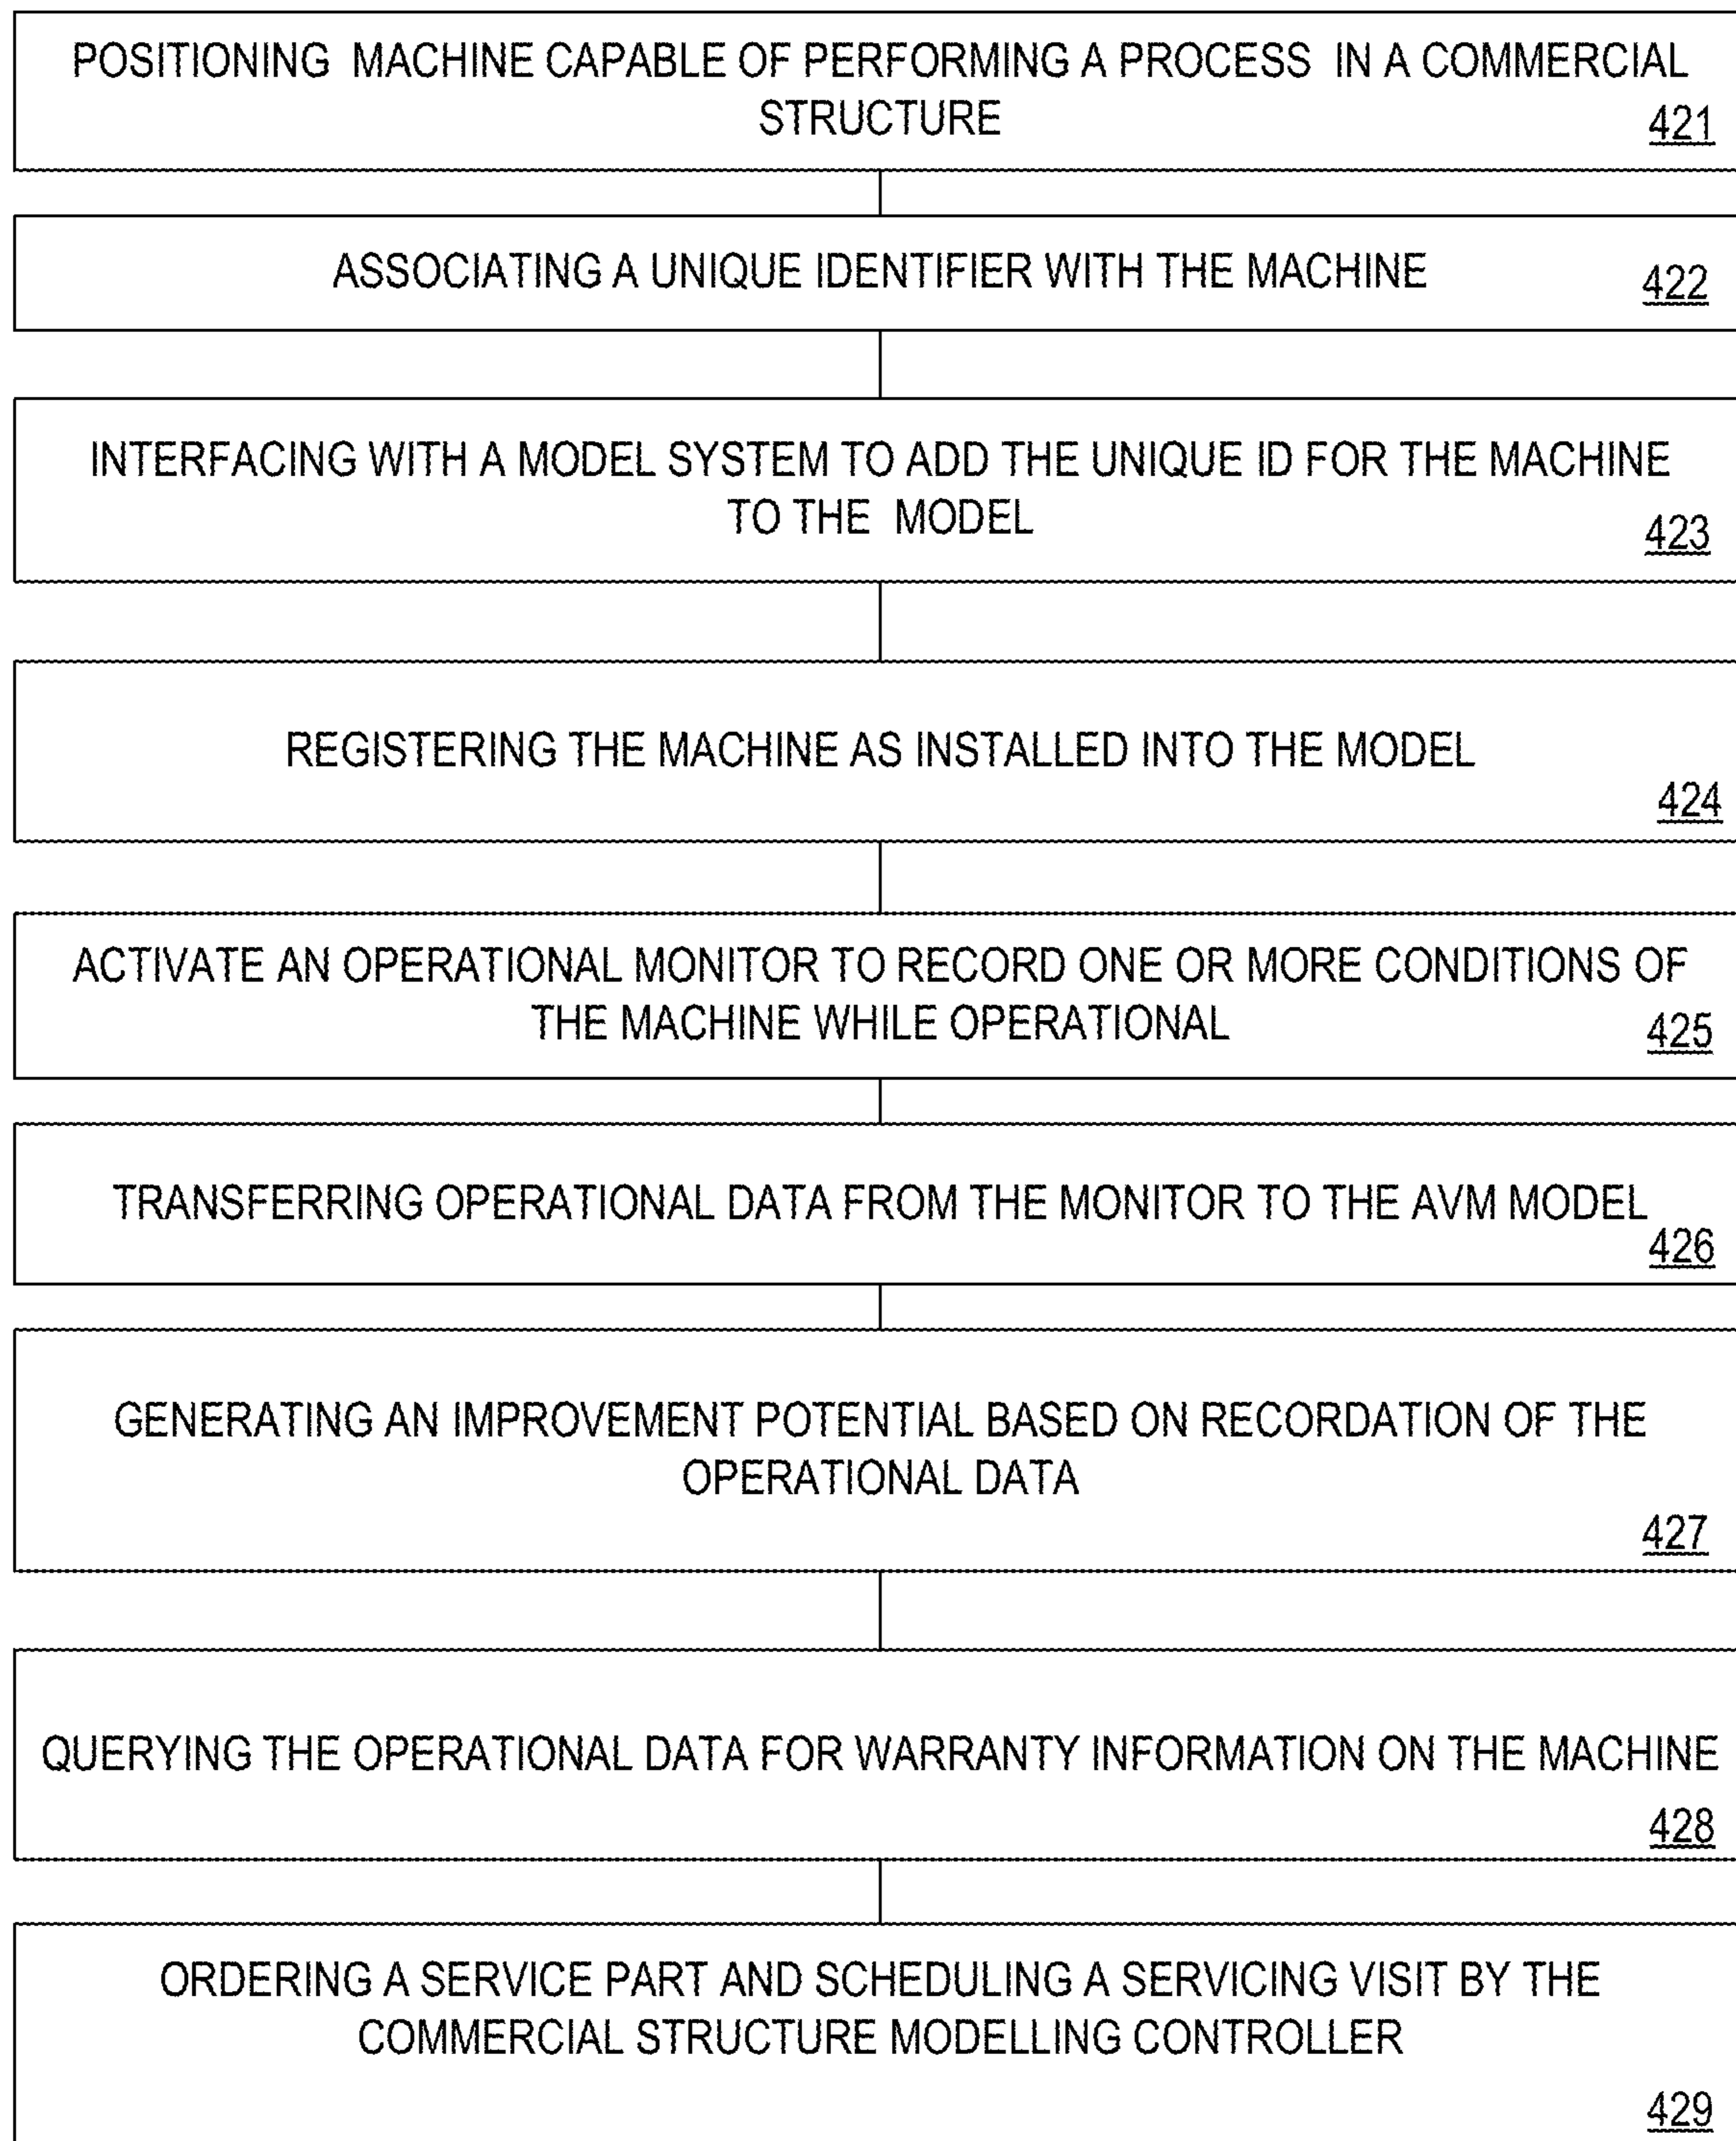 POSITIONING MACHINE CAPABLE OF PERFORMING A PROCESS IN A COMMERCIAL
STRUCTURE
421
ASSOCIATING A UNIQUE IDENTIFIER WITH THE MACHINE
422
INTERFACING WITH A MODEL SYSTEM TO ADD THE UNIQUE ID FOR THE MACHINE
TO THE MODEL
423
REGISTERING THE MACHINE AS INSTALLED INTO THE MODEL
424
ACTIVATE AN OPERATIONAL MONITOR TO RECORD ONE OR MORE CONDITIONS OF
THE MACHINE WHILE OPERATIONAL
425
TRANSFERRING OPERATIONAL DATA FROM THE MONITOR TO THE AVM MODEL
426
GENERATING AN IMPROVEMENT POTENTIAL BASED ON RECORDATION OF THE
OPERATIONAL DATA
427
QUERYING THE OPERATIONAL DATA FOR WARRANTY INFORMATION ON THE MACHINE
428
ORDERING A SERVICE PART AND SCHEDULING A SERVICING VISIT BY THE
COMMERCIAL STRUCTURE MODELLING CONTROLLER
429